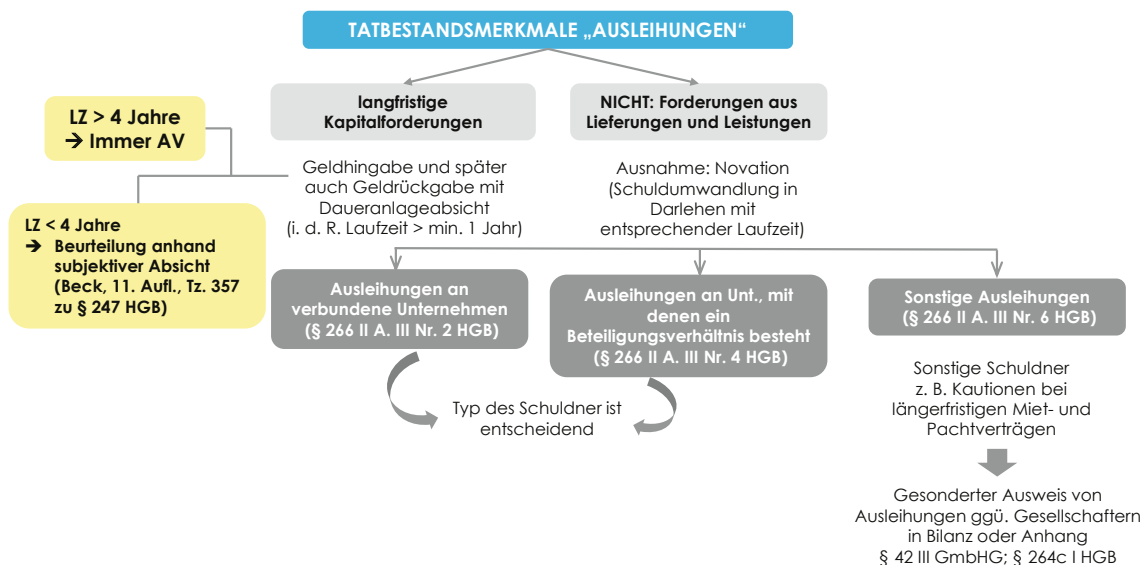 TATBESTANDSMERKMALE „AUSLEIHUNGEN“
langfristige
Kapitalforderungen
NICHT: Forderungen aus
Lieferungen und Leistungen
LZ > 4 Jahre
→ Immer AV
Geldhingabe und später
auch Geldrückgabe mit
Daueranlageabsicht
(i. d. R. Laufzeit > min. 1 Jahr)
Ausnahme: Novation
(Schuldumwandlung in
Darlehen mit
entsprechender Laufzeit)
LZ < 4 Jahre
→ Beurteilung anhand
subjektiver Absicht
(Beck, 11. Aufl., Tz. 357
zu § 247 HGB)
Ausleihungen an
verbundene Unternehmen
(§ 266 II A. III Nr. 2 HGB)
Ausleihungen an Unt., mit
denen ein
Beteiligungsverhältnis besteht
(§ 266 II A. III Nr. 4 HGB)
Sonstige Ausleihungen
(§ 266 II A. III Nr. 6 HGB)
Typ des Schuldner ist
entscheidend
Sonstige Schuldner
z. B. Kautionen bei
längerfristigen Miet- und
Pachtverträgen
Gesonderter Ausweis von
Ausleihungen ggü. Gesellschaftern
in Bilanz oder Anhang
§ 42 III GmbHG; § 264c I HGB